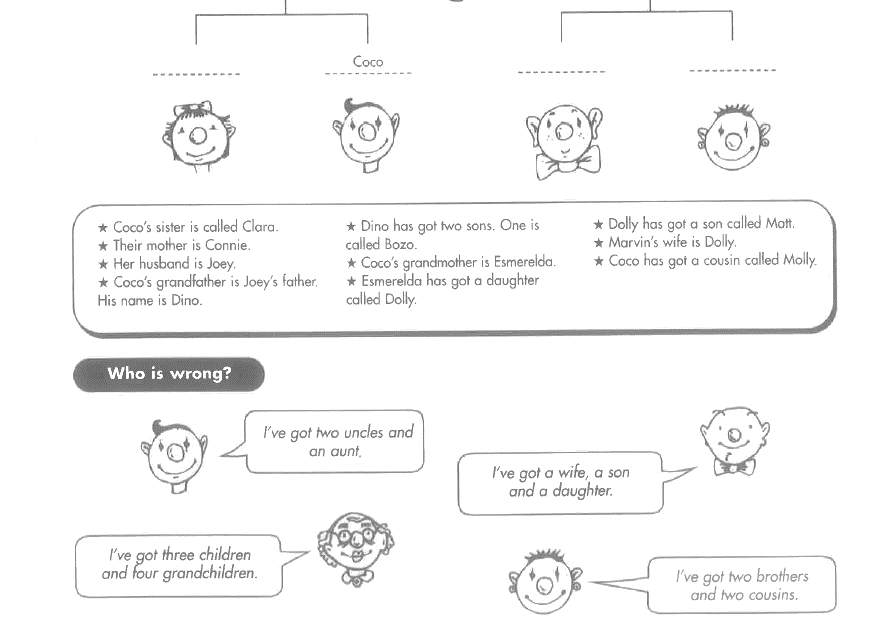 Coco
★ Coco's sister is called Clara.
★ Their mother is Connie.
★ Her husband is Joey.
★ Coco's grandfather is Joey's father.
His name is Dino.
★ Dino has got two sons. One is
called Bozo.
★ Coco's grandmother is Esmerelda.
★ Esmerelda has got a daughter
called Dolly.
★ Dolly has got a son called Matt.
★ Marvin's wife is Dolly.
★ Coco has got a cousin called Molly.
Who is wrong?
I've got two uncles and
an aunt.
I've got a wife, a son
and a daughter.
I've got three children
and four grandchildren.
I've got two brothers
and two cousins.